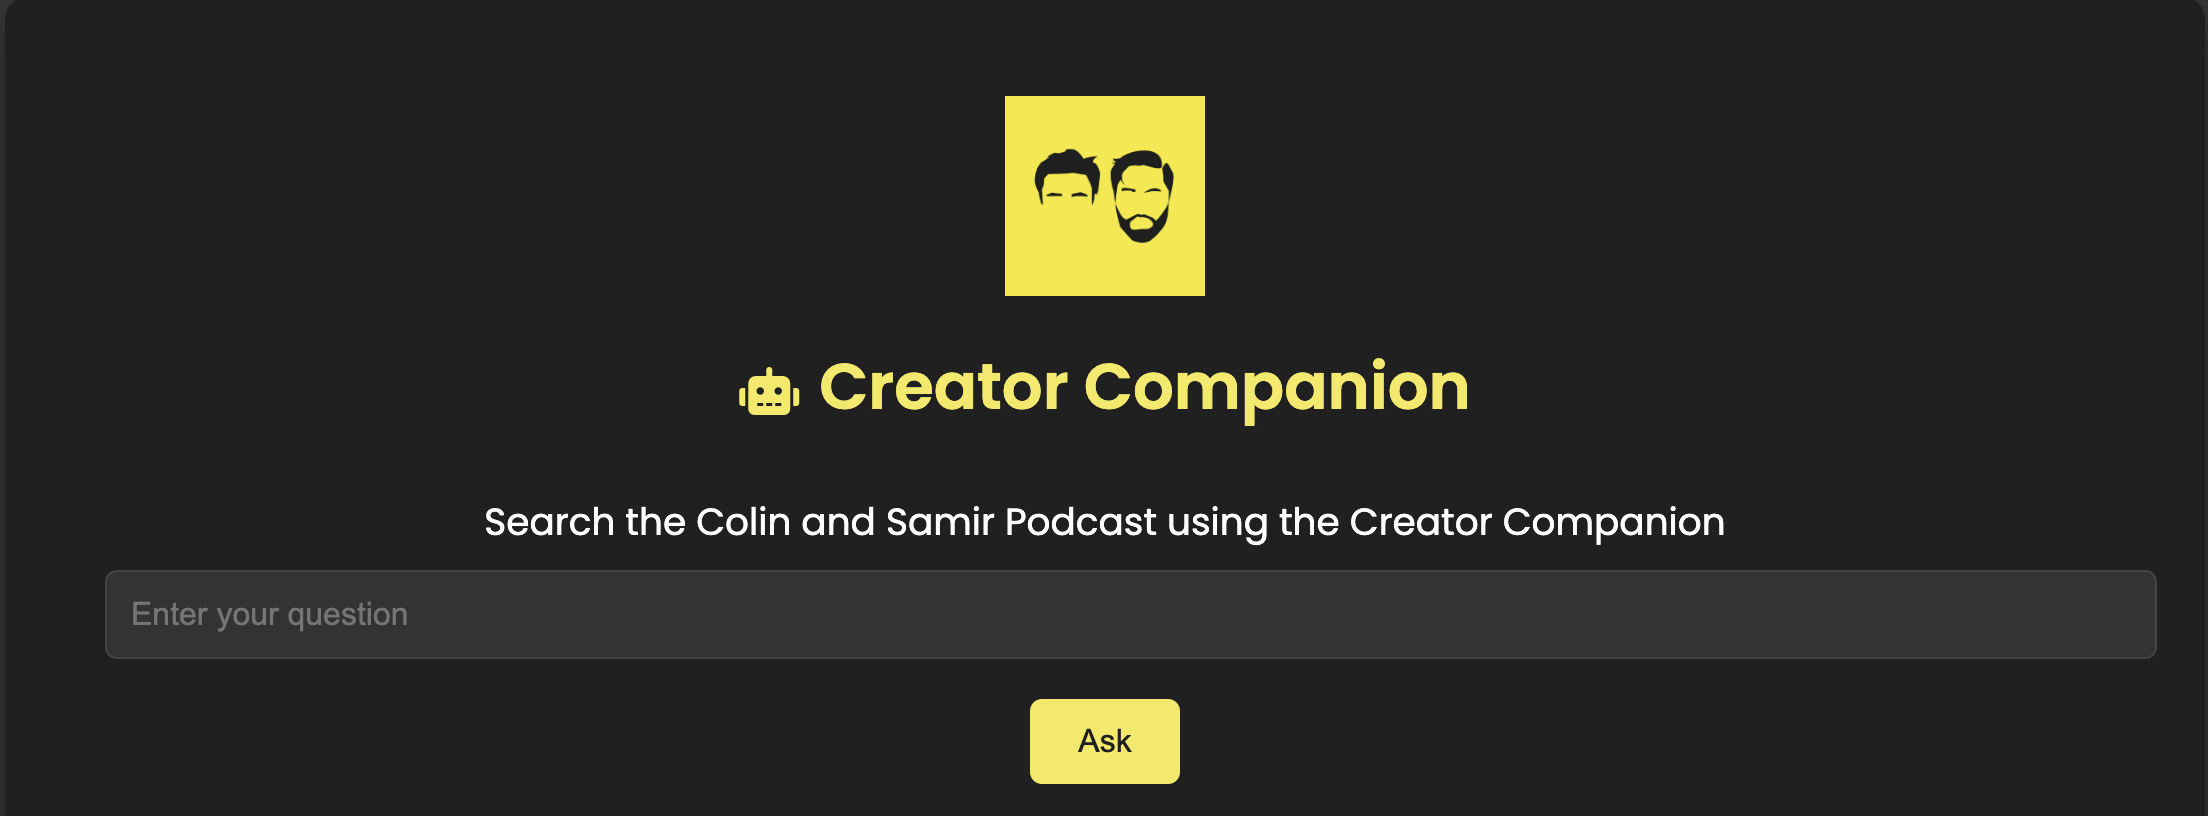 Creator Companion
Search the Colin and Samir Podcast using the Creator Companion
Enter your question
Ask